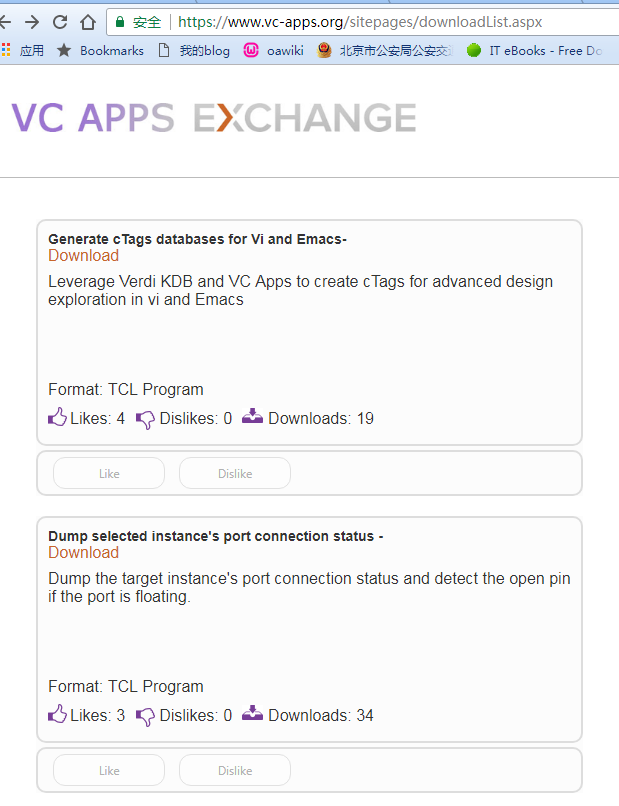 安全 https://www.vc-apps.org/sitepages/downloadList.aspx
应用 Bookmarks 我的blog oawiki 北京市公安局公安交 IT eBooks - Free Do
VC APPS EXCHANGE
Generate cTags databases for Vi and Emacs-
Download
Leverage Verdi KDB and VC Apps to create cTags for advanced design
exploration in vi and Emacs
Format: TCL Program
Likes: 4 Dislikes: 0 Downloads: 19
Like Dislike
Dump selected instance's port connection status -
Download
Dump the target instance's port connection status and detect the open pin
if the port is floating.
Format: TCL Program
Likes: 3 Dislikes: 0 Downloads: 34
Like Dislike